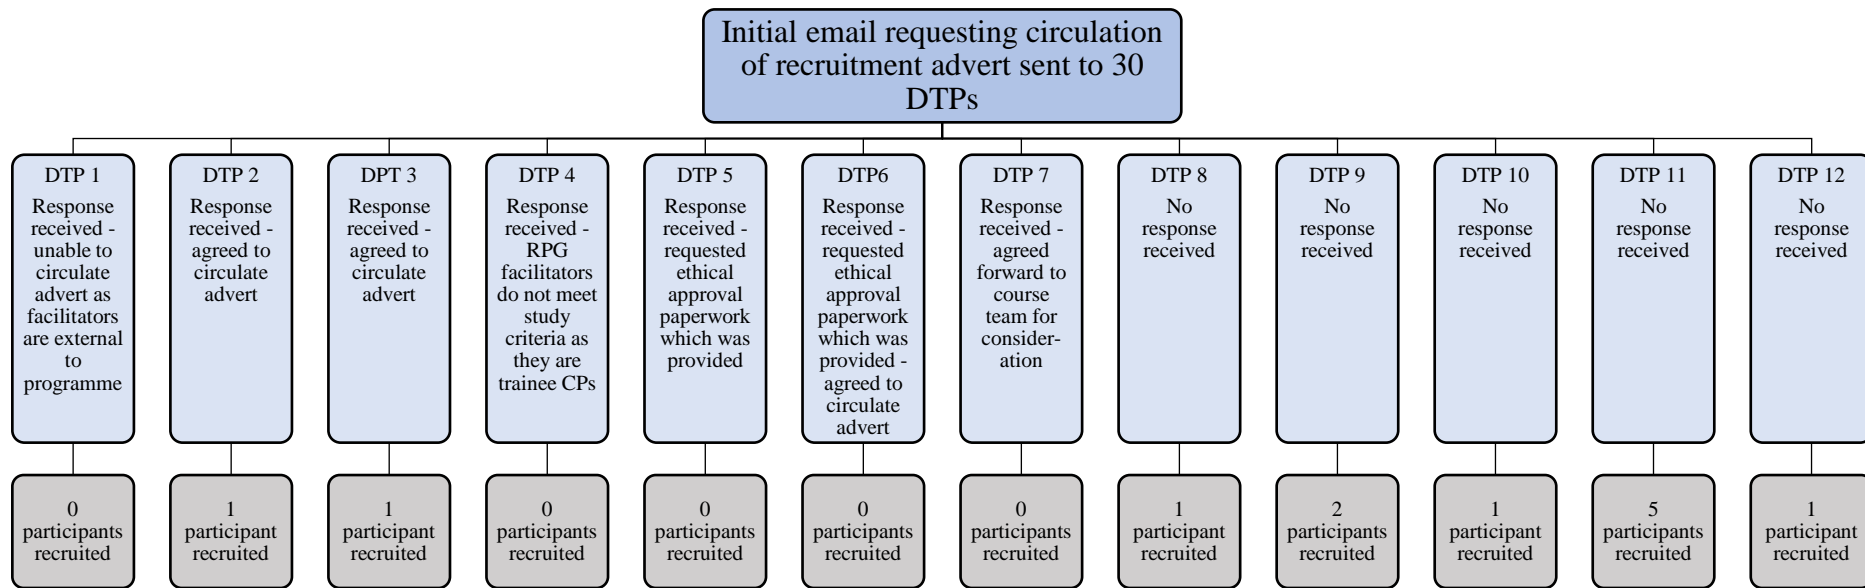 Initial email requesting circulation
of recruitment advert sent to 30
DTPs
DTP 1
Response
received -
unable to
circulate
advert as
facilitators
are external
to
programme
DTP 2
Response
received -
agreed to
circulate
advert
DPT 3
Response
received -
agreed to
circulate
advert
DTP 4
Response
received -
RPG
facilitators
do not meet
study
criteria as
they are
trainee CPs
DTP 5
Response
received -
requested
ethical
approval
paperwork
which was
provided
DTP6
Response
received -
requested
ethical
approval
paperwork
which was
provided -
agreed to
circulate
advert
DTP 7
Response
received -
agreed
forward to
course
team for
consider-
ation
DTP 8
No
response
received
DTP 9
No
response
received
DTP 10
No
response
received
DTP 11
No
response
received
DTP 12
No
response
received
0
participants
recruited
1
participant
recruited
1
participant
recruited
0
participants
recruited
0
participants
recruited
0
participants
recruited
0
participants
recruited
1
participant
recruited
2
participants
recruited
1
participant
recruited
5
participants
recruited
1
participant
recruited